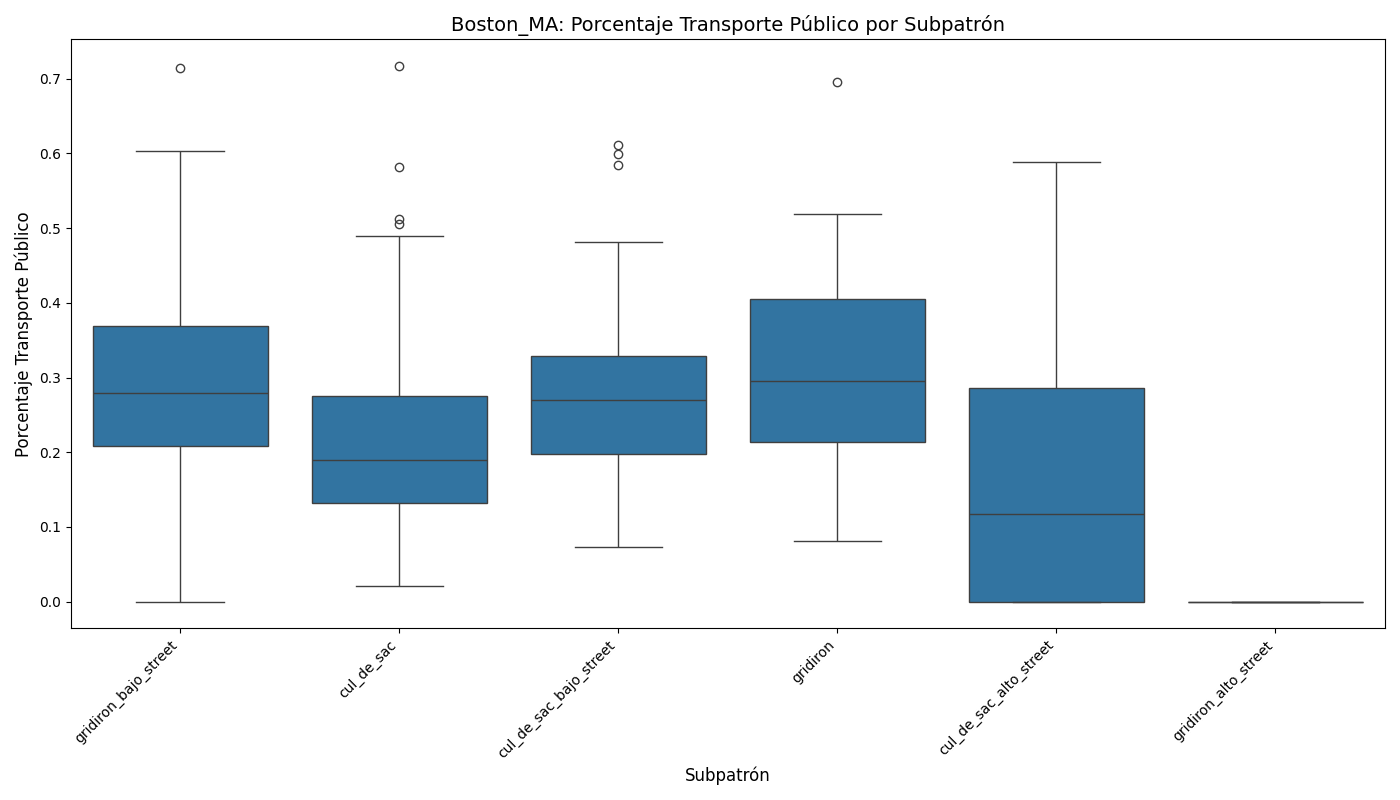 Boston_MA: Porcentaje Transporte Público por Subpatrón
Porcentaje Transporte Público
0.7
0.6
0.5
0.4
0.3
0.2
0.1
0.0
gridiron_bajo_street
cul_de_sac
cul_de_sac_bajo_street
gridiron
cul_de_sac_alto_street
gridiron_alto_street
Subpatrón